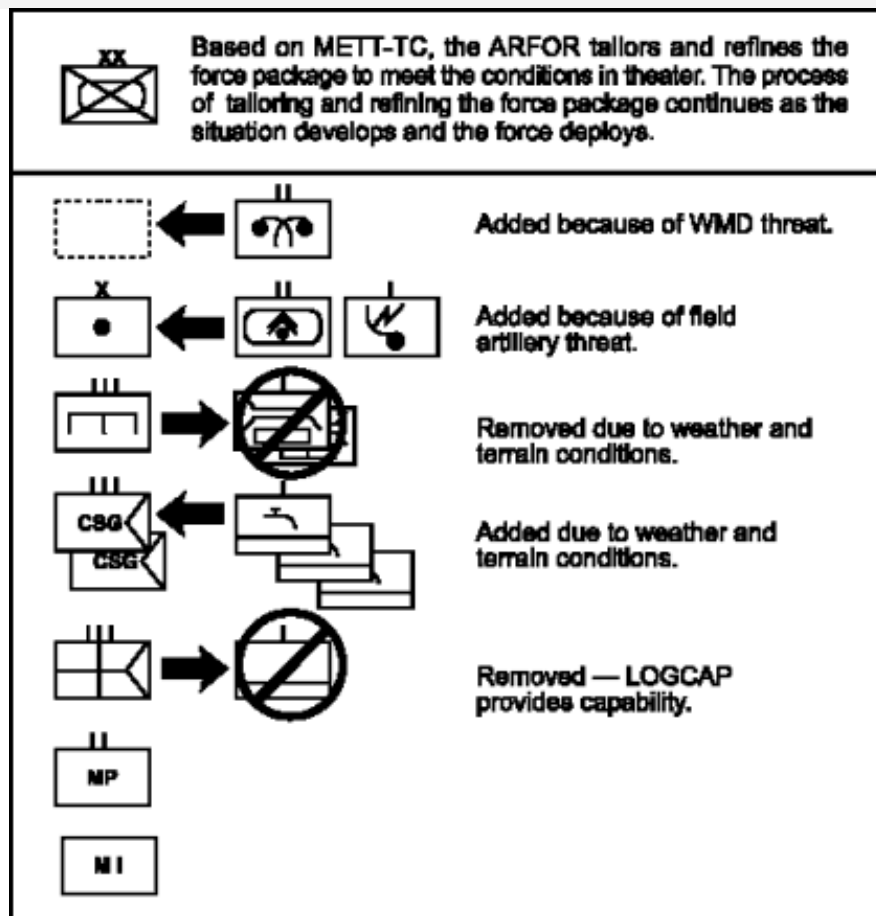 XX
Based on METT-TC, the ARFOR tailors and refines the
force package to meet the conditions in theater. The process
of tailoring and refining the force package continues as the
situation develops and the force deploys.
II
Added because of WMD threat.
X
II
I
Added because of field
artillery threat.
III
I
Removed due to weather and
terrain conditions.
III
CSG
CSG
I
Added due to weather and
terrain conditions.
III
I
Removed — LOGCAP
provides capability.
II
MP
MI